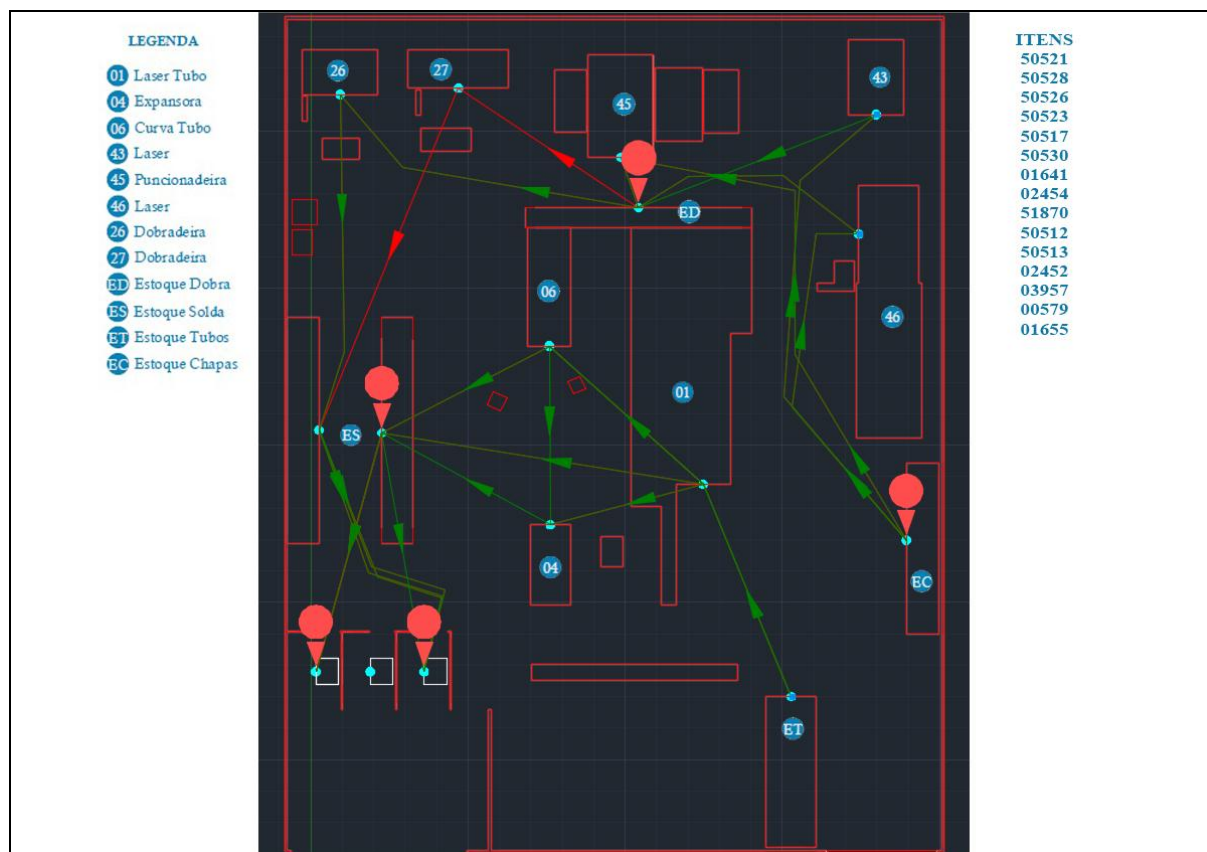 LEGENDA
01 Laser Tubo
04 Expansora
06 Curva Tubo
43 Laser
45 Puncionadeira
46 Laser
26 Dobradeira
27 Dobradeira
ED Estoque Dobra
ES Estoque Solda
ET Estoque Tubos
EC Estoque Chapas
26
27
45
43
ED
06
46
01
ES
04
EC
ET
ITENS
50521
50528
50526
50523
50517
50530
01641
02454
51870
50512
50513
02452
03957
00579
01655